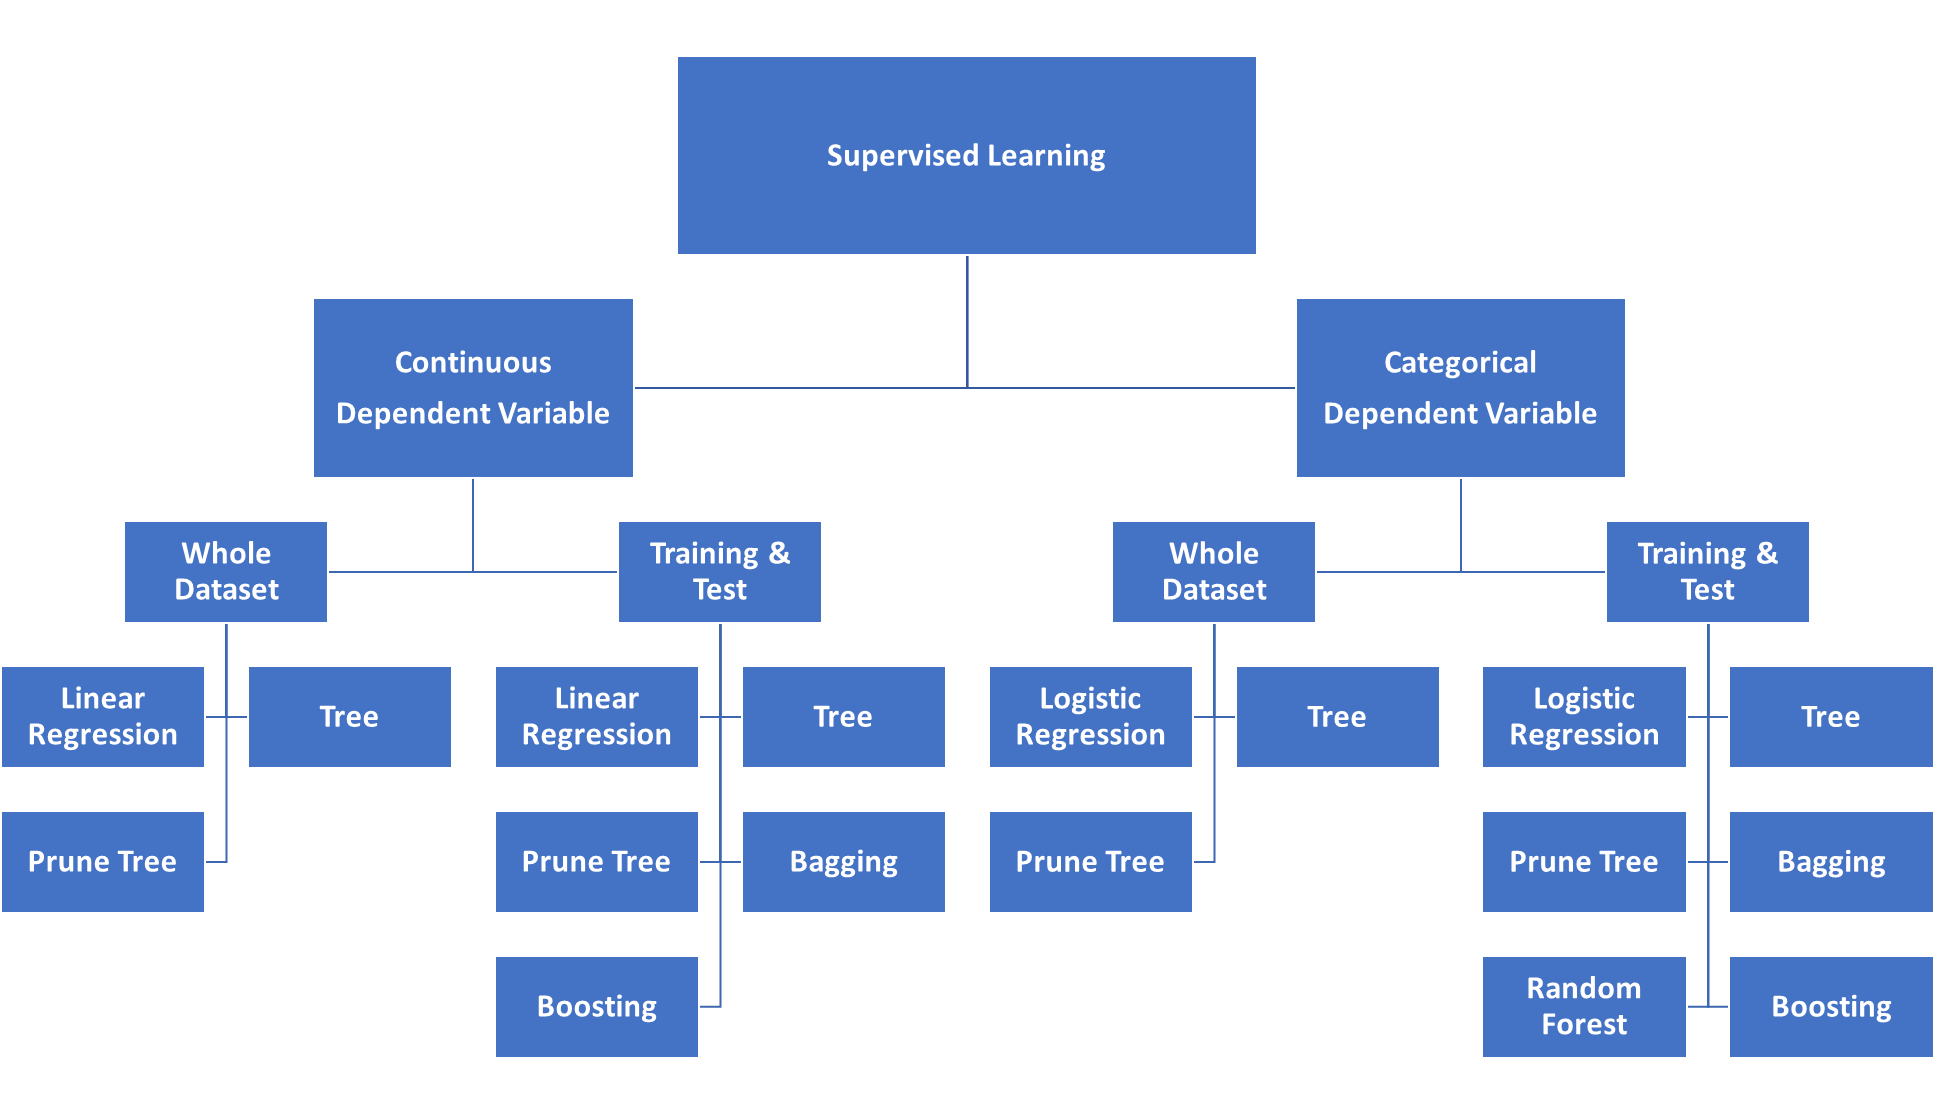 Supervised Learning
Continuous
Dependent Variable
Categorical
Dependent Variable
Whole
Dataset
Training &
Test
Whole
Dataset
Training &
Test
Linear
Regression
Tree
Linear
Regression
Tree
Logistic
Regression
Tree
Logistic
Regression
Tree
Prune Tree
Prune Tree
Bagging
Prune Tree
Prune Tree
Bagging
Boosting
Random
Forest
Boosting